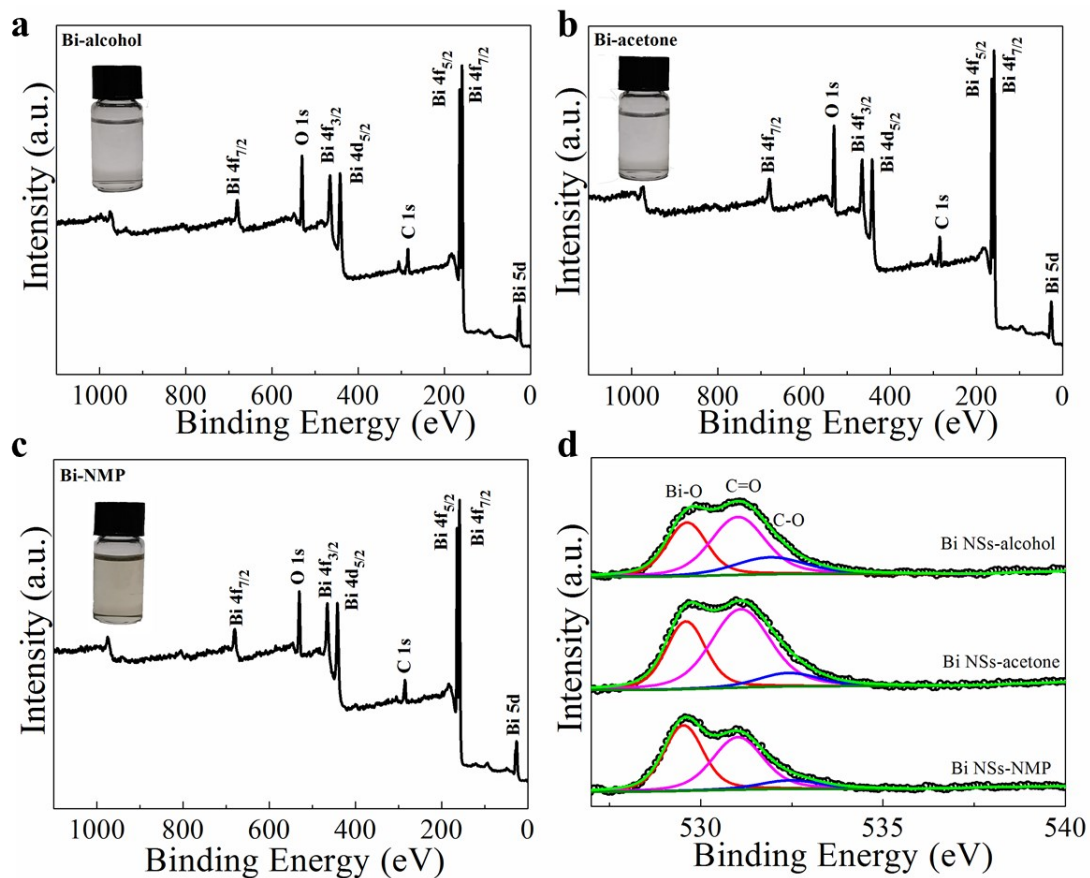 a
Bi-alcohol
Intensity (a.u.)
Bi 4f7/2
O 1s
Bi 4f3/2
Bi 4d5/2
C 1s
Bi 4f5/2
Bi 4f7/2
Bi 5d
1000 800 600 400 200 0
Binding Energy (eV)
b
Bi-acetone
Intensity (a.u.)
Bi 4f7/2
O 1s
Bi 4f3/2
Bi 4d5/2
C 1s
Bi 4f5/2
Bi 4f7/2
Bi 5d
1000 800 600 400 200 0
Binding Energy (eV)
c
Bi-NMP
Intensity (a.u.)
Bi 4f7/2
O 1s
Bi 4f3/2
Bi 4d5/2
C 1s
Bi 4f5/2
Bi 4f7/2
Bi 5d
1000 800 600 400 200 0
Binding Energy (eV)
d
Intensity (a.u.)
Bi-O
C=O
C-O
Bi NSs-alcohol
Bi NSs-acetone
Bi NSs-NMP
530 535 540
Binding Energy (eV)